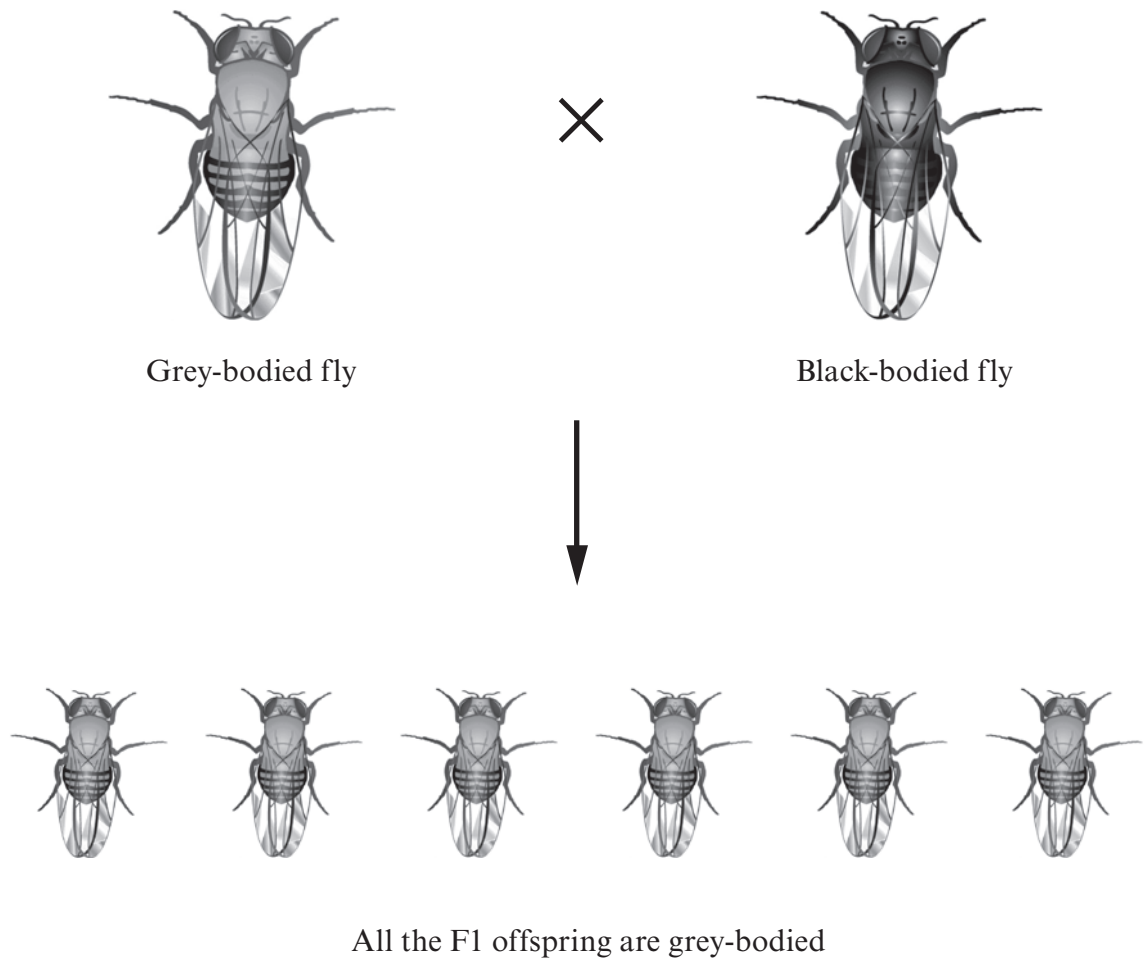 ×
Grey-bodied fly
Black-bodied fly
All the F1 offspring are grey-bodied